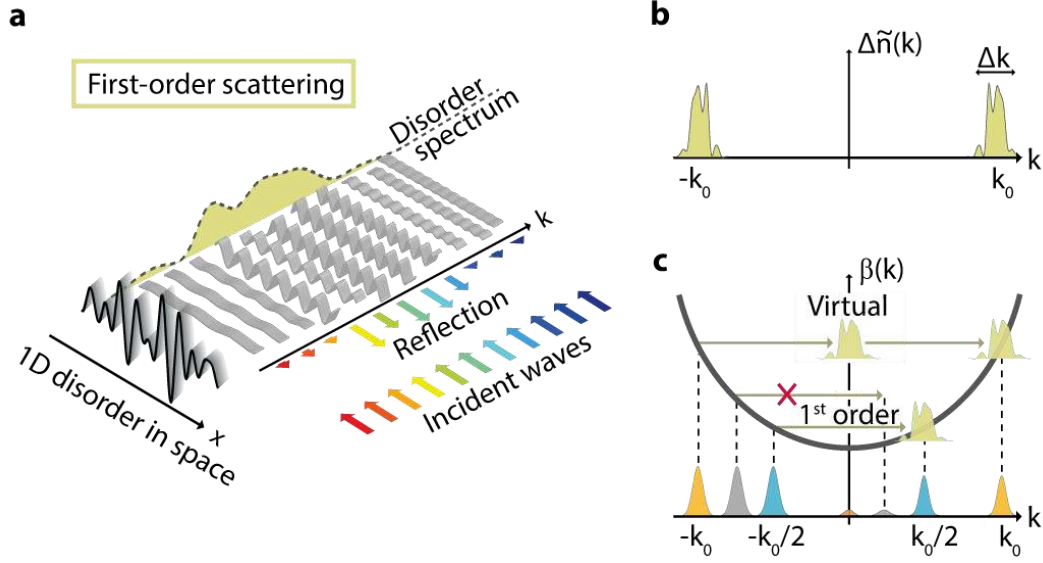 a
First-order scattering
Disorder
spectrum
k
Reflection
Incident waves
1D disorder in space
x
b
Δñ(k)
Δk
k
-k₀
k₀
c
β(k)
Virtual
1ˢᵗ order
k
-k₀
-k₀/2
k₀/2
k₀